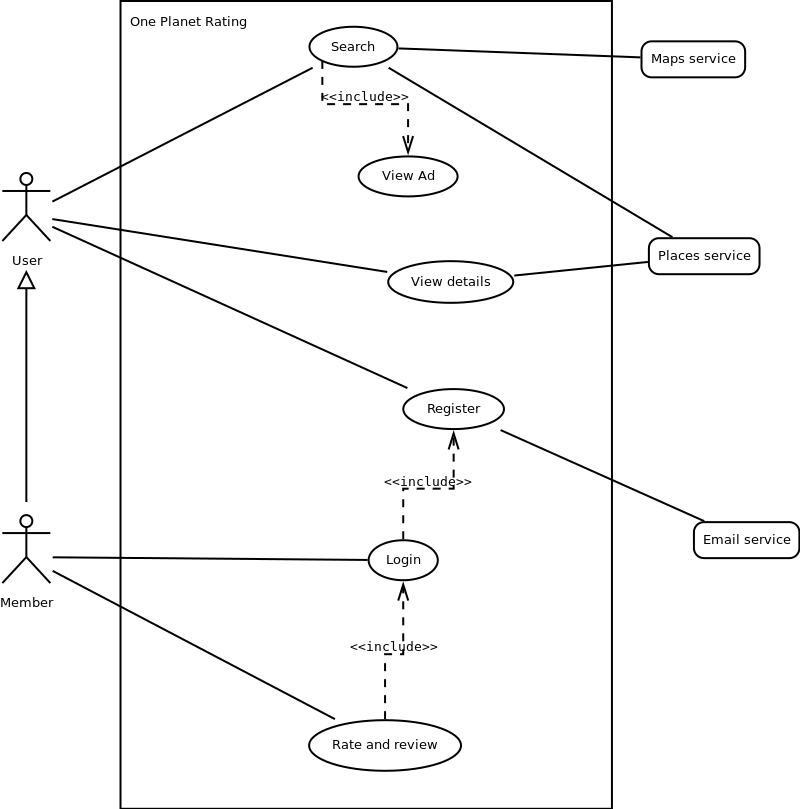 One Planet Rating
Search
Maps service
<<include>>
View Ad
User
Places service
View details
Register
<<include>>
Email service
Login
Member
<<include>>
Rate and review